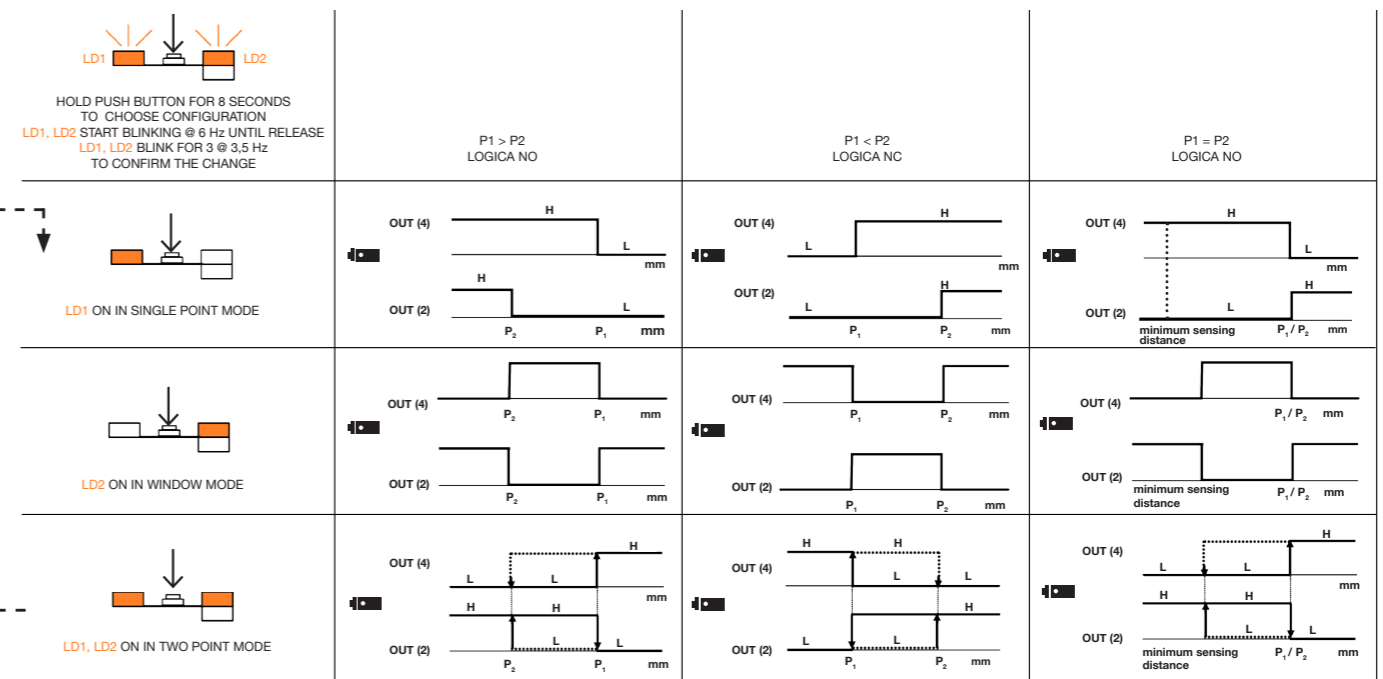 LD1 LD2
HOLD PUSH BUTTON FOR 8 SECONDS
TO CHOOSE CONFIGURATION
LD1, LD2 START BLINKING @ 6 Hz UNTIL RELEASE
LD1, LD2 BLINK FOR 3 @ 3,5 Hz
TO CONFIRM THE CHANGE
P1 > P2
LOGICA NO
P1 < P2
LOGICA NC
P1 = P2
LOGICA NO
LD1 ON IN SINGLE POINT MODE
OUT (4) H L mm
OUT (2) H L
P2 P1 mm
OUT (4) L H mm
OUT (2) L H
P1 P2 mm
OUT (4) H L mm
OUT (2) L H
minimum sensing P1 / P2 mm
distance
LD2 ON IN WINDOW MODE
OUT (4)
P2 P1 mm
OUT (2)
P2 P1 mm
OUT (4)
P1 P2 mm
OUT (2)
P1 P2 mm
OUT (4)
P1 / P2 mm
OUT (2)
minimum sensing P1 / P2 mm
distance
LD1, LD2 ON IN TWO POINT MODE
OUT (4) L L H
mm
H H
OUT (2) L L
P2 P1 mm
OUT (4) H H
L L
H
OUT (2) L L
P1 P2 mm
OUT (4) L L H
mm
H H
OUT (2) L L
minimum sensing P1 / P2 mm
distance